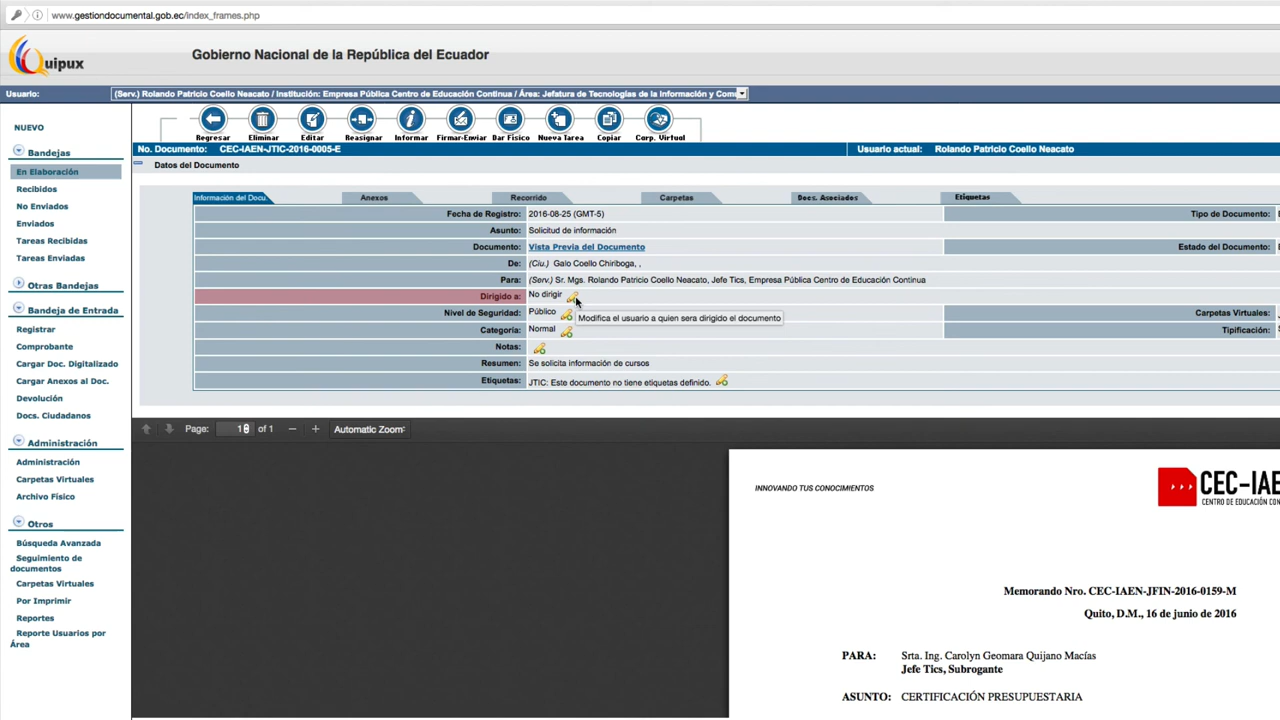 www.gestiondocumental.gob.ec/index_frames.php
Quipux
Gobierno Nacional de la República del Ecuador
Usuario:
(Serv.) Rolando Patricio Coello Neacato / Institución: Empresa Pública Centro de Educación Continua / Área: Jefatura de Tecnologías de la Información y Com
NUEVO
Bandejas
En Elaboración
Recibidos
No Enviados
Enviados
Tareas Recibidas
Tareas Enviadas
Otras Bandejas
Bandeja de Entrada
Registrar
Comprobante
Cargar Doc. Digitalizado
Cargar Anexos al Doc.
Devolución
Docs. Ciudadanos
Administración
Administración
Carpetas Virtuales
Archivo Físico
Otros
Búsqueda Avanzada
Seguimiento de
documentos
Carpetas Virtuales
Por Imprimir
Reportes
Reporte Usuarios por
Área
Regresar Eliminar Editar Reasignar Informar Firmar-Enviar Dar Físico Nueva Tarea Copiar Corp. Virtual
No. Documento: CEC-IAEN-JTIC-2016-0005-E Usuario actual: Rolando Patricio Coello Neacato
Datos del Documento
Información del Docu. Anexos Recorrido Carpetas Docs. Asociados Etiquetas
Fecha de Registro: 2016-08-25 (GMT-5) Tipo de Documento:
Asunto: Solicitud de información
Documento: Vista Previa del Documento Estado del Documento:
De: (Ciu.) Galo Coello Chiriboga, ,
Para: (Serv.) Sr. Mgs. Rolando Patricio Coello Neacato, Jefe Tics, Empresa Pública Centro de Educación Continua
Dirigido a: No dirigir
Nivel de Seguridad: Público Carpetas Virtuales:
Modifica el usuario a quien sera dirigido el documento
Categoria: Normal Tipificación:
Notas:
Resumen: Se solicita información de cursos
Etiquetas: JTIC: Este documento no tiene etiquetas definido.
Page: 1 of 1 Automatic Zoom
INNOVANDO TUS CONOCIMIENTOS
CEC-IAE
CENTRO DE EDUCACIÓN CON
Memorando Nro. CEC-IAEN-JFIN-2016-0159-M
Quito, D.M., 16 de junio de 2016
PARA: Srta. Ing. Carolyn Geomara Quijano Macías
Jefe Tics, Subrogante
ASUNTO: CERTIFICACIÓN PRESUPUESTARIA